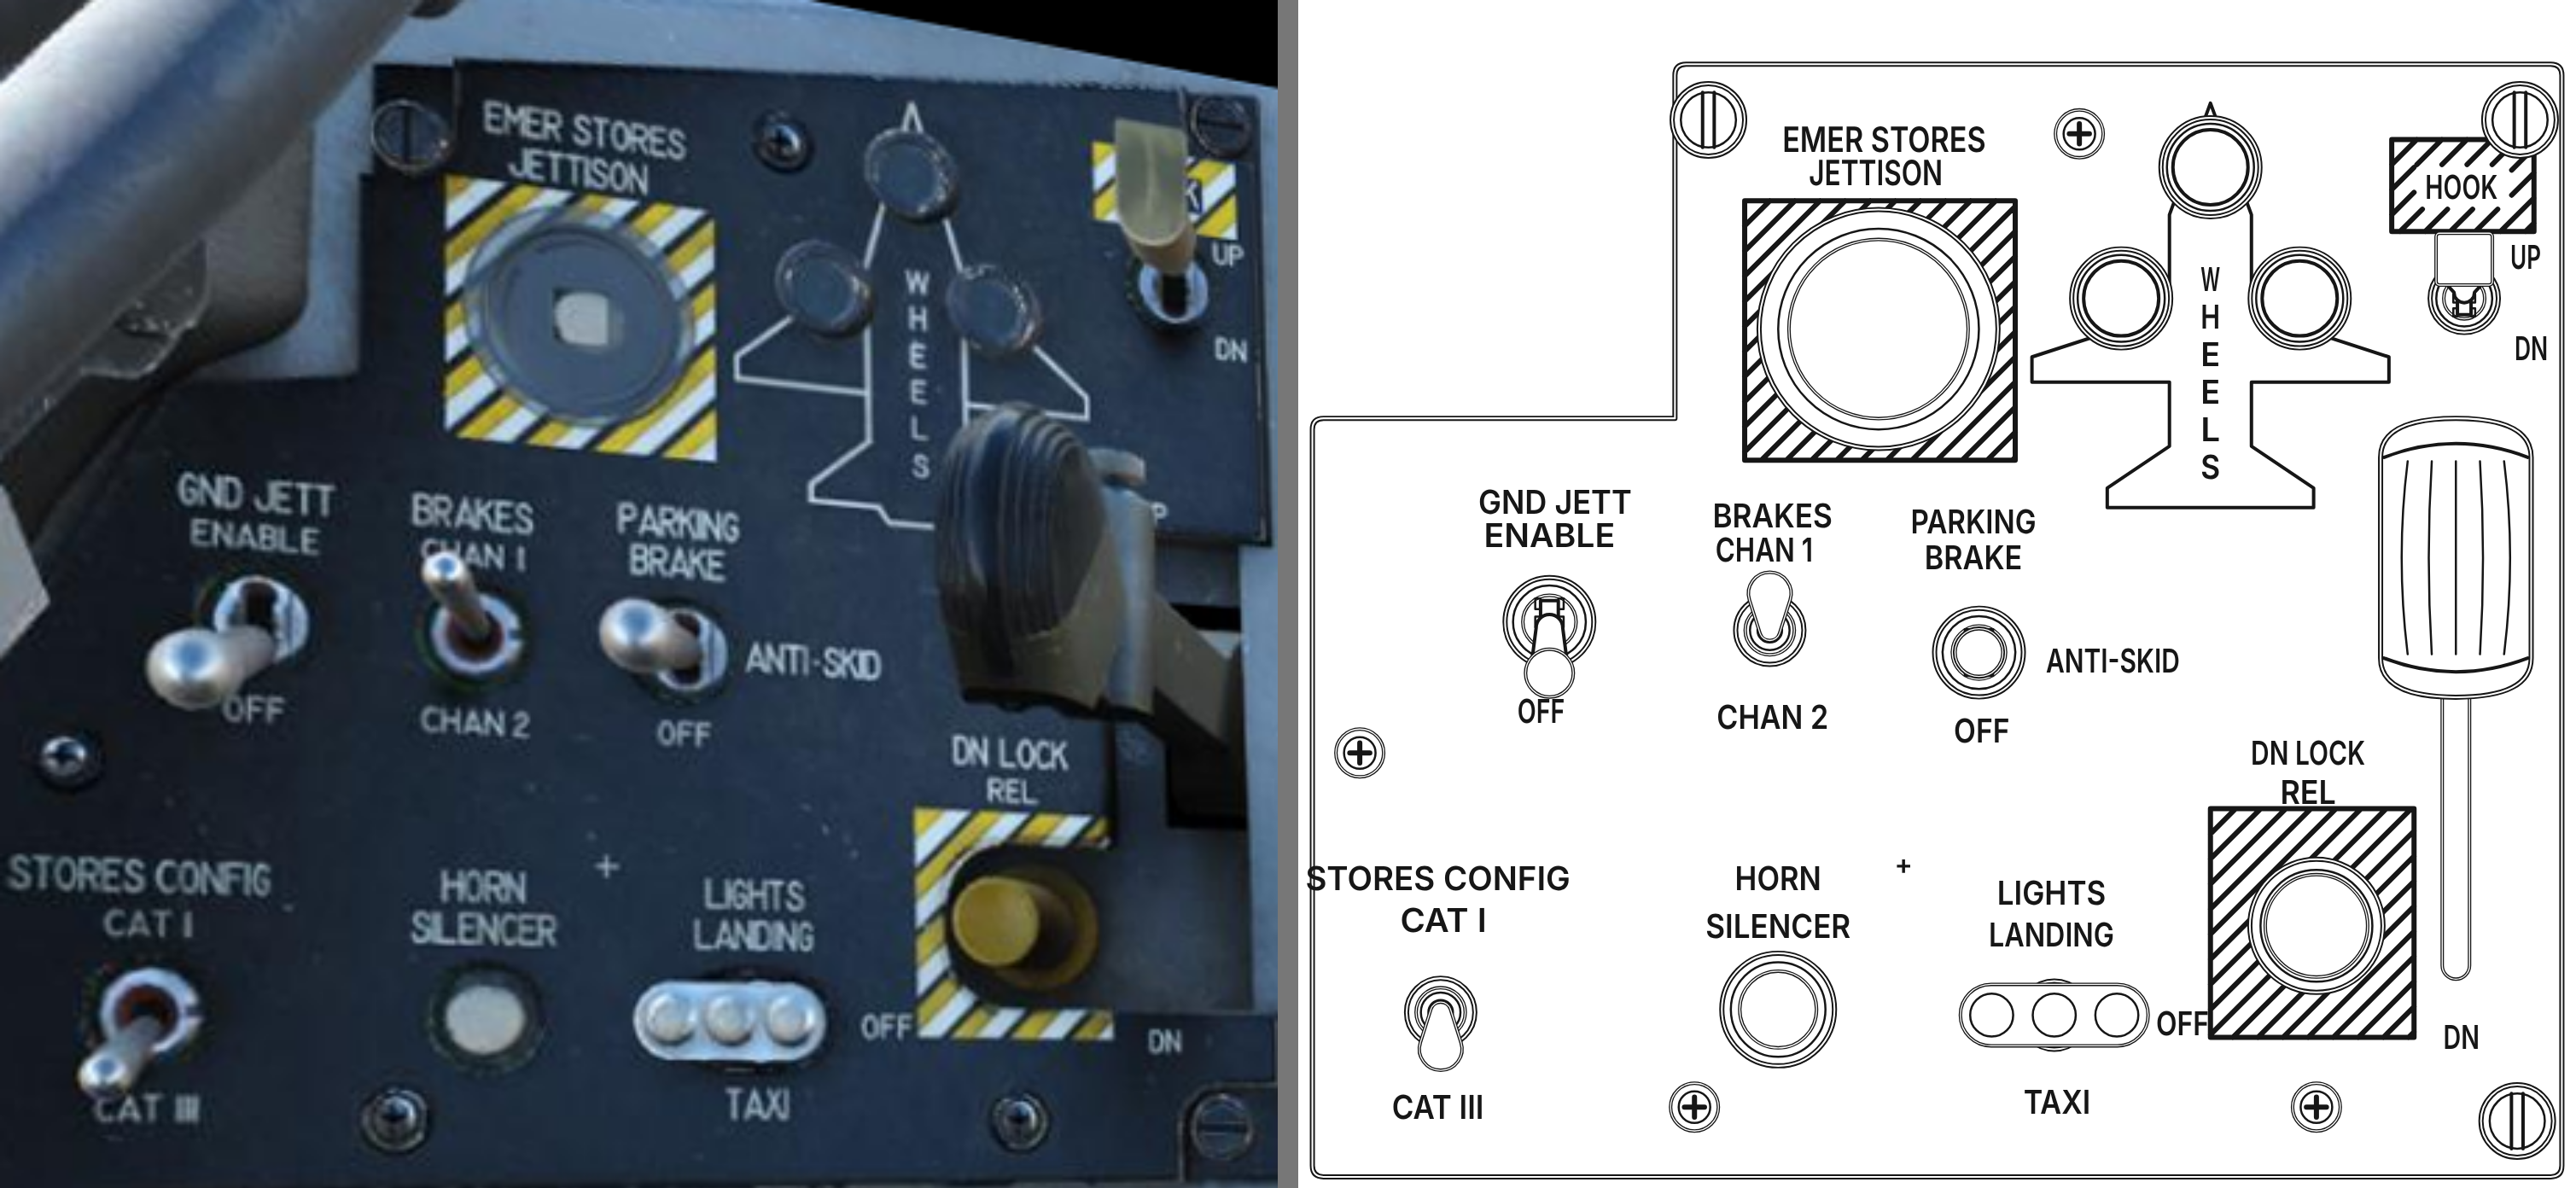 EMER STORES
JETTISON
K
UP
DN
WHEELS
GND JETT
ENABLE
OFF
BRAKES
CHAN 1
CHAN 2
PARKING
BRAKE
ANTI-SKID
OFF
P
DN LOCK
REL
STORES CONFIG
CAT I
CAT III
HORN
SILENCER
+
LIGHTS
LANDING
OFF
TAXI
DN
EMER STORES
JETTISON
HOOK
UP
DN
WHEELS
GND JETT
ENABLE
OFF
BRAKES
CHAN 1
CHAN 2
PARKING
BRAKE
ANTI-SKID
OFF
DN LOCK
REL
STORES CONFIG
CAT I
CAT III
HORN
SILENCER
+
LIGHTS
LANDING
OFF
TAXI
DN